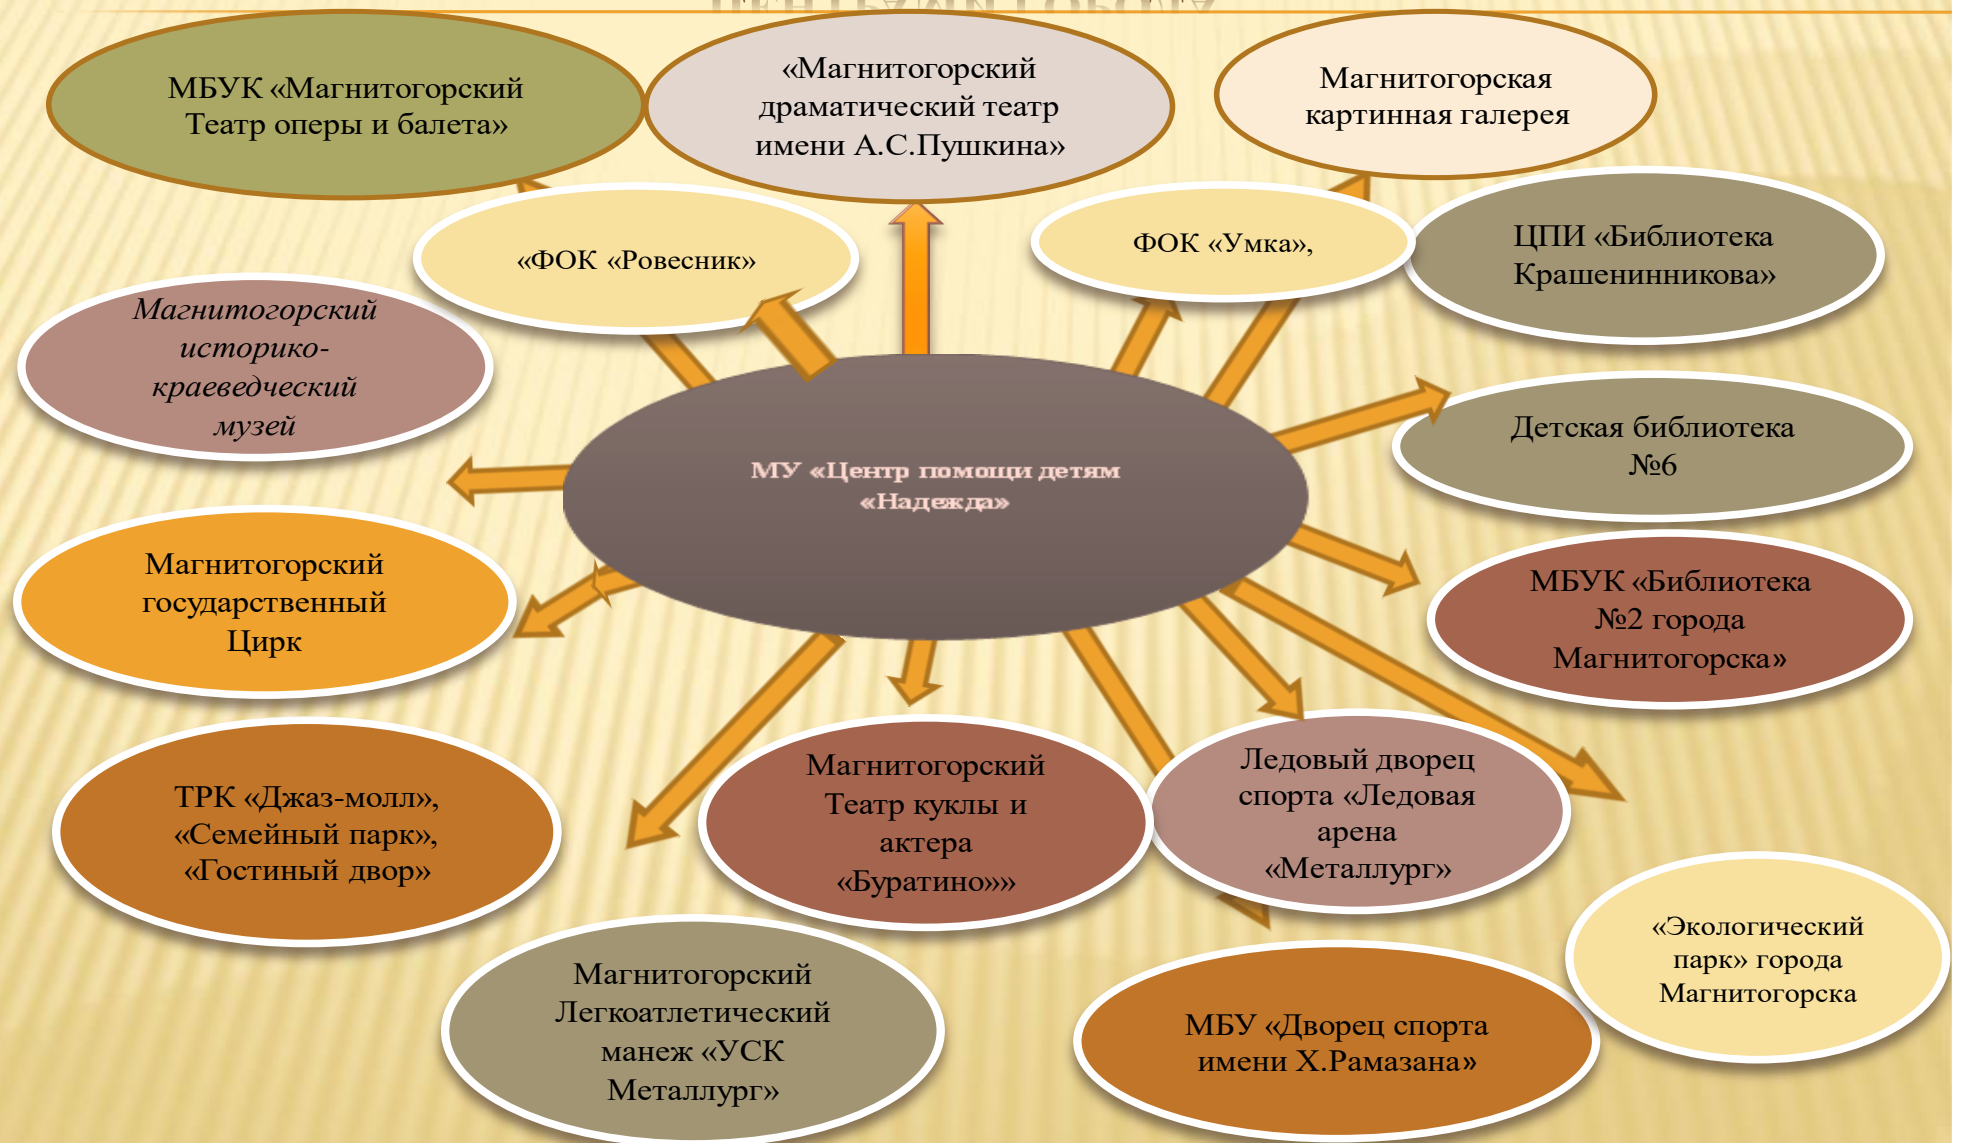 МБУК «Магнитогорский
Театр оперы и балета»
«Магнитогорский
драматический театр
имени А.С.Пушкина»
Магнитогорская
картинная галерея
«ФОК «Ровесник»
ФОК «Умка»,
ЦПИ «Библиотека
Крашенинникова»
Магнитогорский
историко-
краеведческий
музей
Детская библиотека
№6
МУ «Центр помощи детям
«Надежда»
Магнитогорский
государственный
Цирк
МБУК «Библиотека
№2 города
Магнитогорска»
ТРК «Джаз-молл»,
«Семейный парк»,
«Гостиный двор»
Магнитогорский
Театр куклы и
актера
«Буратино»»
Ледовый дворец
спорта «Ледовая
арена
«Металлург»
«Экологический
парк» города
Магнитогорска
Магнитогорский
Легкоатлетический
манеж «УСК
Металлург»
МБУ «Дворец спорта
имени Х.Рамазана»